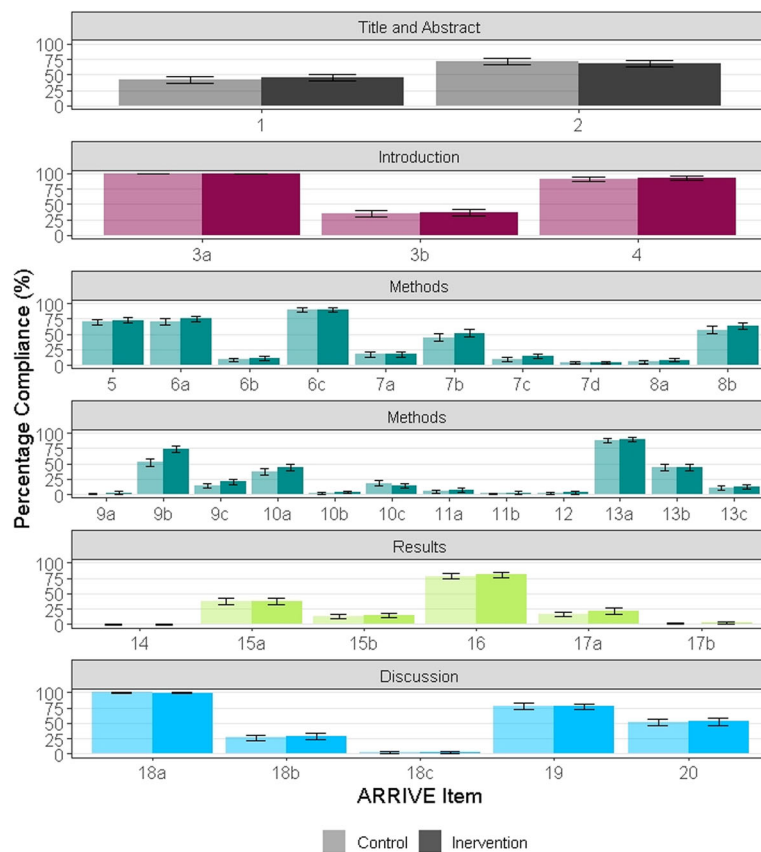 Title and Abstract
100
75
50
25
0
1 2
Introduction
100
75
50
25
0
3a 3b 4
Methods
100
75
50
25
0
5 6a 6b 6c 7a 7b 7c 7d 8a 8b
Methods
100
75
50
25
0
9a 9b 9c 10a 10b 10c 11a 11b 12 13a 13b 13c
Results
100
75
50
25
0
14 15a 15b 16 17a 17b
Discussion
100
75
50
25
0
18a 18b 18c 19 20
Percentage Compliance (%)
ARRIVE Item
Control Inervention